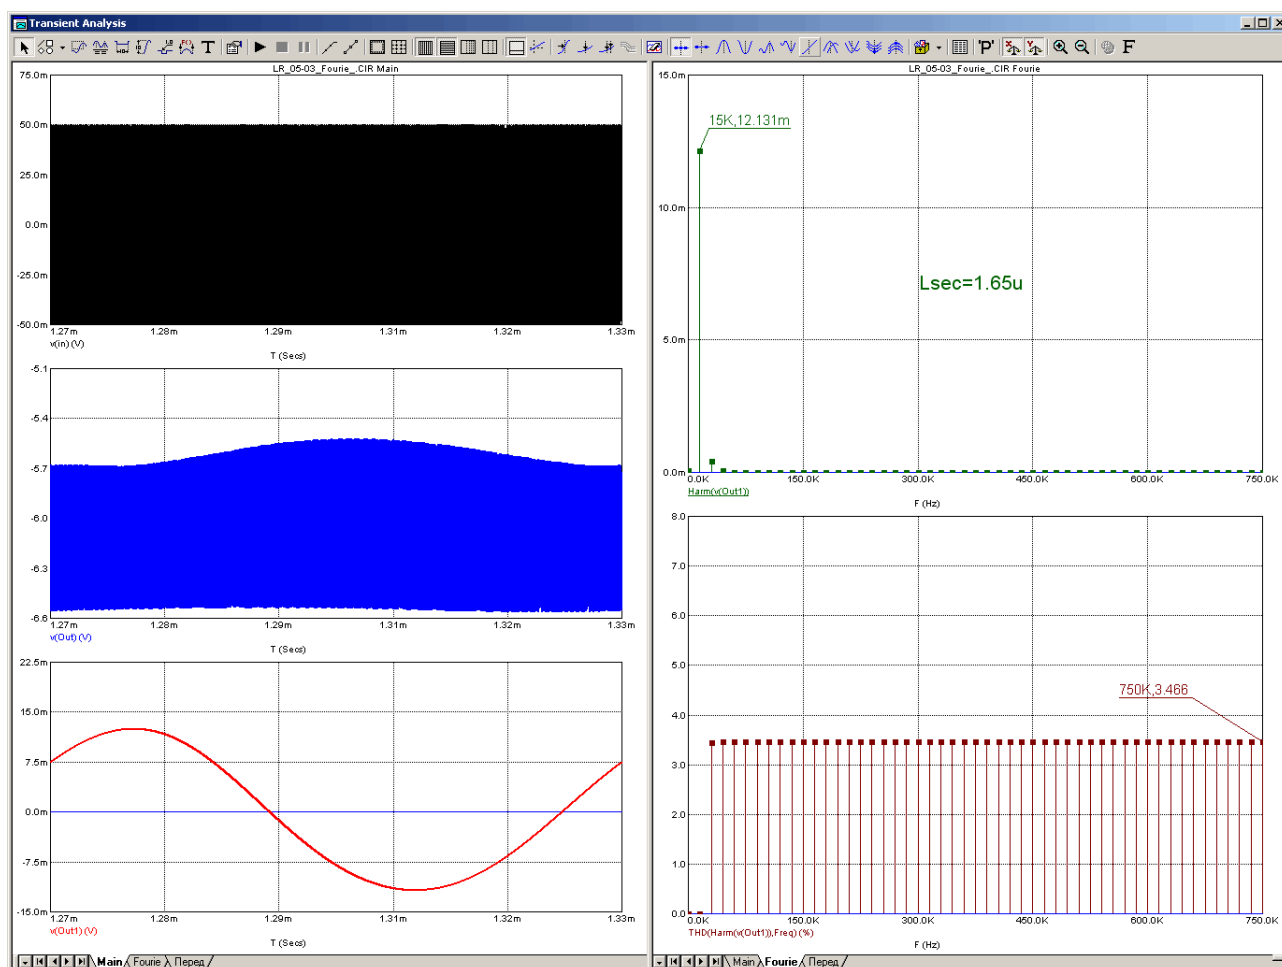 Transient Analysis
T
'P'
F
LR_05-03_Fourie_.CIR Main
75.0m
50.0m
25.0m
0.0m
-25.0m
-50.0m
1.27m 1.28m 1.29m 1.31m 1.32m 1.33m
v(in) (V)
T (Secs)
-5.1
-5.4
-5.7
-6.0
-6.3
-6.6
1.27m 1.28m 1.29m 1.31m 1.32m 1.33m
v(Out) (V)
T (Secs)
22.5m
15.0m
7.5m
0.0m
-7.5m
-15.0m
1.27m 1.28m 1.29m 1.31m 1.32m 1.33m
v(Out1) (V)
T (Secs)
Main Fourie Перед
LR_05-03_Fourie_.CIR Fourie
15.0m
15K,12.131m
10.0m
Lsec=1.65u
5.0m
0.0m
0.0K 150.0K 300.0K 450.0K 600.0K 750.0K
Harm(v(Out1))
F (Hz)
8.0
7.0
6.0
5.0
750K,3.466
4.0
3.0
2.0
1.0
0.0
0.0K 150.0K 300.0K 450.0K 600.0K 750.0K
THD(Harm(v(Out1)),Freq) (%)
F (Hz)
Main Fourie Перед